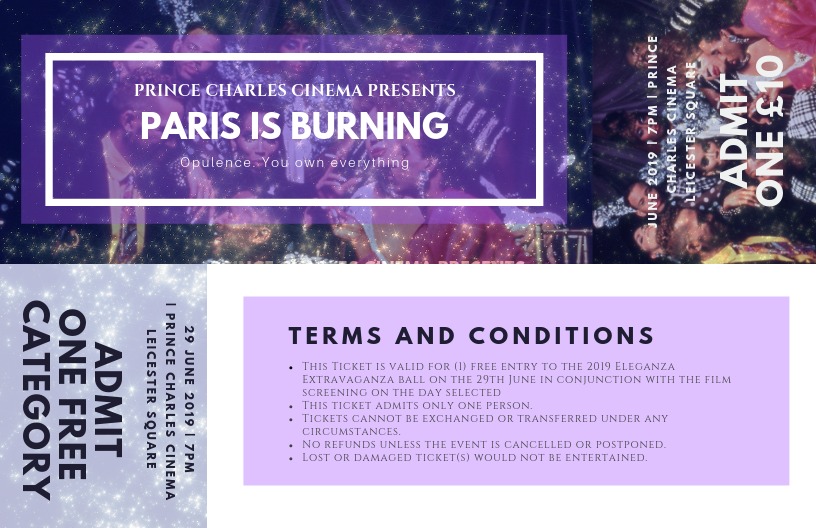 PRINCE CHARLES CINEMA PRESENTS
PARIS IS BURNING
Opulence. You own everything
JUNE 2019 | 7PM | PRINCE
CHARLES CINEMA
LEICESTER SQUARE
ADMIT
ONE £10
PRINCE CHARLES CINEMA PRESENTS
ADMIT
ONE FREE
CATEGORY
29 JUNE 2019 | 7PM
| PRINCE CHARLES CINEMA
LEICESTER SQUARE
TERMS AND CONDITIONS
• This Ticket is valid for (1) free entry to the 2019 Eleganza
Extravaganza ball on the 29th June in conjunction with the film
screening on the day selected
• This ticket admits only one person.
• Tickets cannot be exchanged or transferred under any
circumstances.
• No refunds unless the event is cancelled or postponed.
• Lost or damaged ticket(s) would not be entertained.